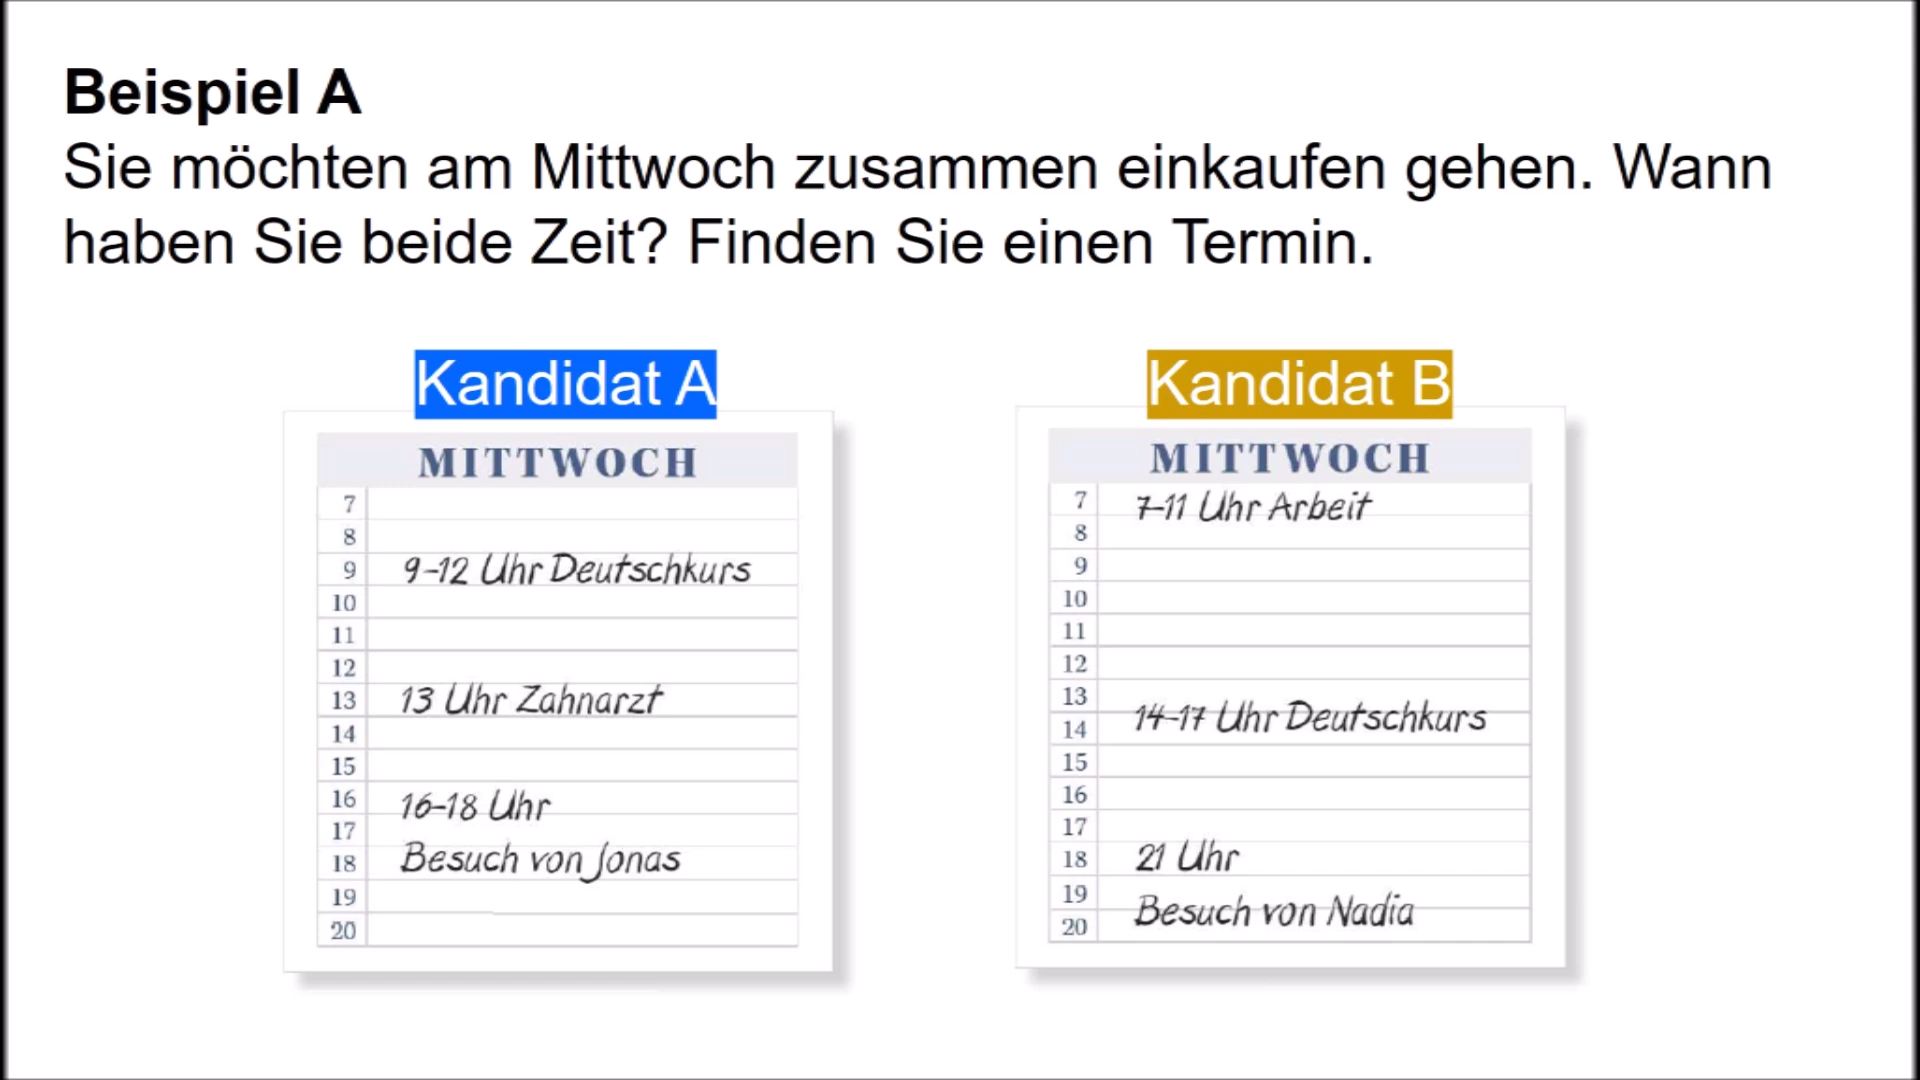 Beispiel A
Sie möchten am Mittwoch zusammen einkaufen gehen. Wann
haben Sie beide Zeit? Finden Sie einen Termin.
Kandidat A
MITTWOCH
7
8
9 9-12 Uhr Deutschkurs
10
11
12
13 13 Uhr Zahnarzt
14
15
16 16-18 Uhr
17
18 Besuch von Jonas
19
20
Kandidat B
MITTWOCH
7 7-11 Uhr Arbeit
8
9
10
11
12
13
14 14-17 Uhr Deutschkurs
15
16
17
18 21 Uhr
19
20 Besuch von Nadia